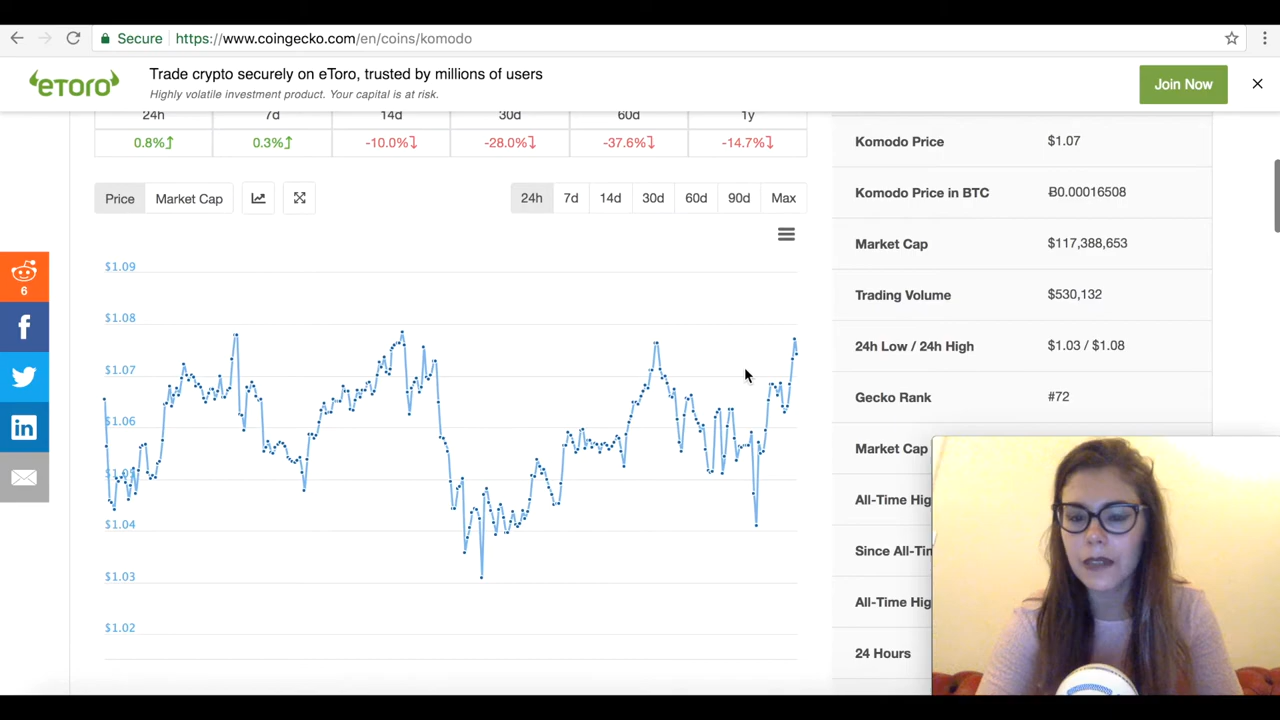 Secure https://www.coingecko.com/en/coins/komodo
eToro
Trade crypto securely on eToro, trusted by millions of users
Highly volatile investment product. Your capital is at risk.
Join Now
24h 7d 14d 30d 60d 1y
0.8% 0.3% -10.0% -28.0% -37.6% -14.7%
Price Market Cap
24h 7d 14d 30d 60d 90d Max
$1.09
$1.08
$1.07
$1.06
$1.05
$1.04
$1.03
$1.02
6
Komodo Price $1.07
Komodo Price in BTC Ƀ0.00016508
Market Cap $117,388,653
Trading Volume $530,132
24h Low / 24h High $1.03 / $1.08
Gecko Rank #72
Market Cap
All-Time Hig
Since All-Tin
All-Time Hig
24 Hours